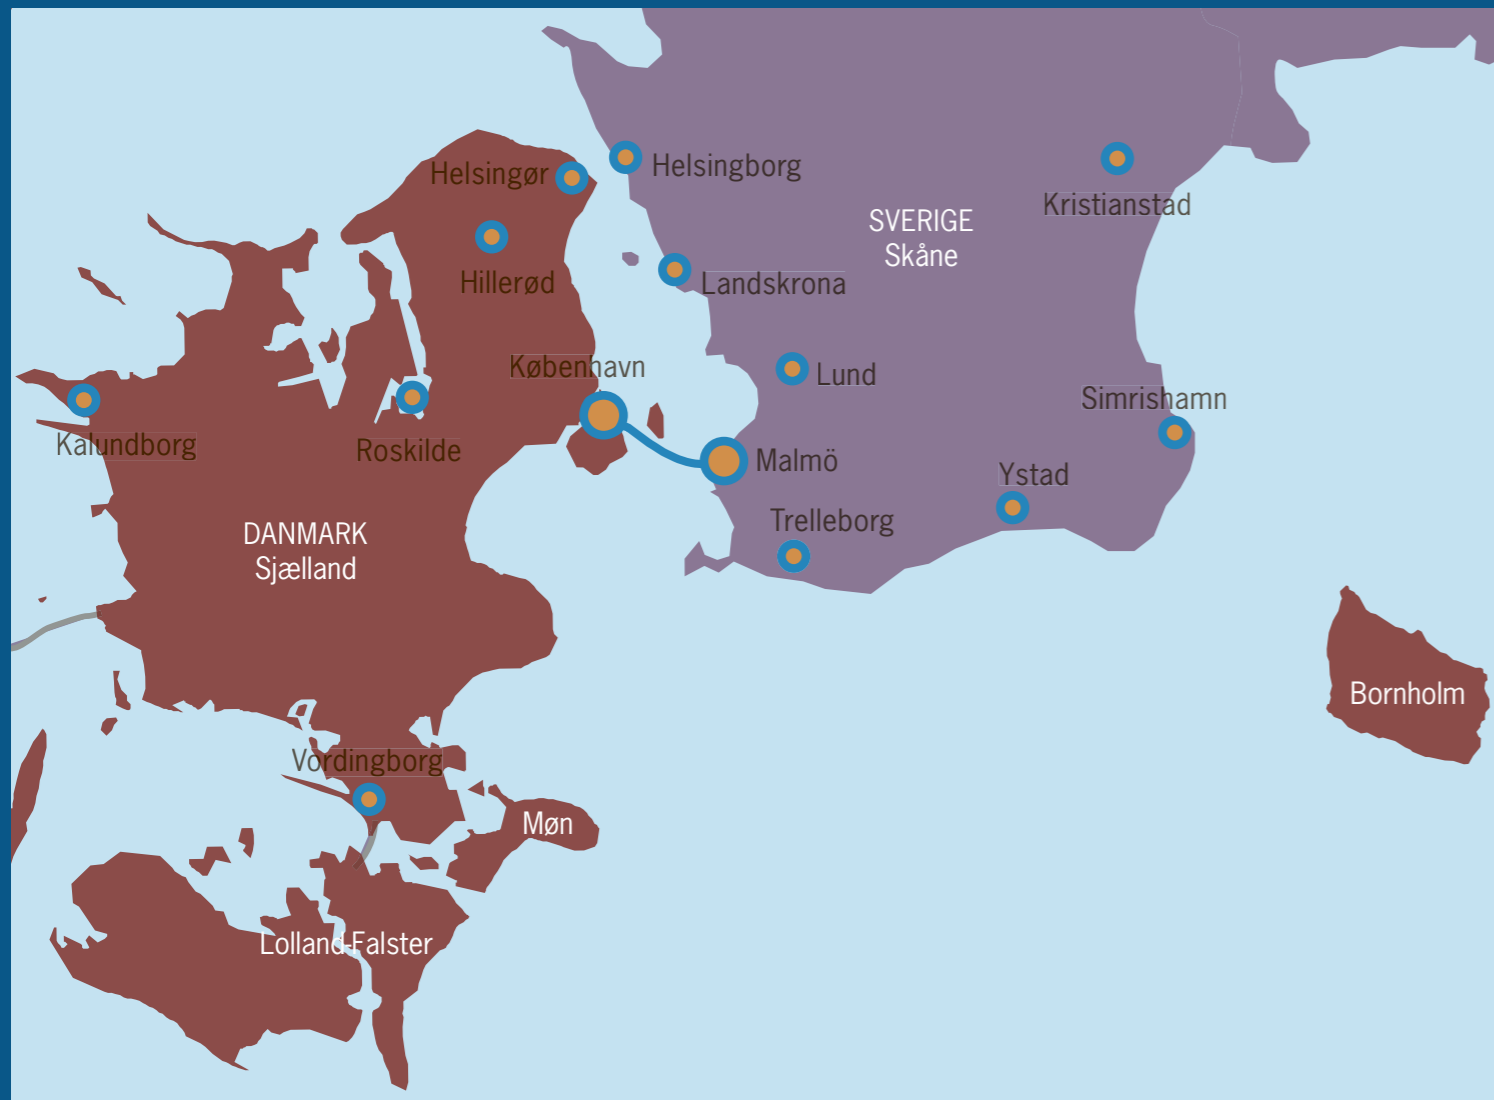 Helsingør
Helsingborg
Kristianstad
SVERIGE
Skåne
Hillerød
Landskrona
København
Lund
Simrishamn
Kalundborg
Roskilde
Malmö
Ystad
Trelleborg
DANMARK
Sjælland
Bornholm
Vordingborg
Møn
Lolland-Falster